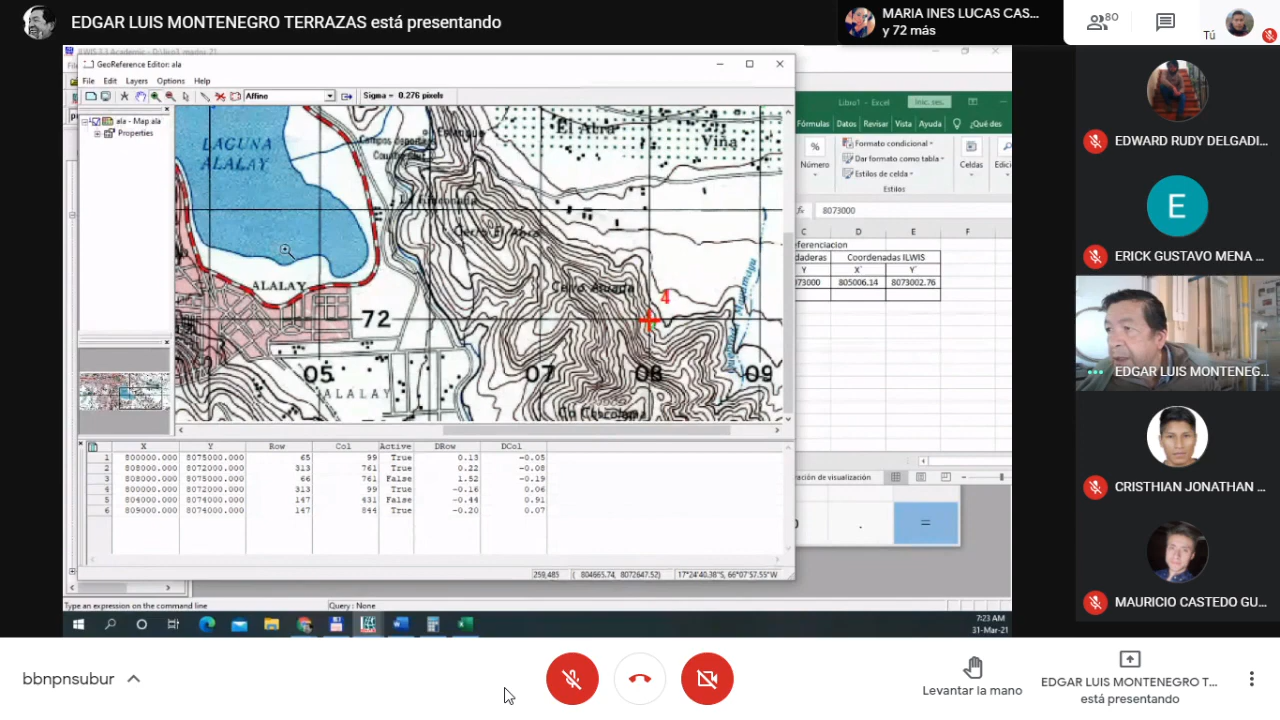 EDGAR LUIS MONTENEGRO TERRAZAS está presentando
MARIA INES LUCAS CAS...
y 72 más
80
Tú
GeoReference Editor: ala
File Edit Layers Options Help
Affine
Sigma = 0.276 pixels
ala - Map ala
Properties
LAGUNA
ALALAY
Viña
ALALAY
72
4
05
07
08
09
ALALAY
X Y Row Col Active DRow DCol
1 800000.000 8075000.000 65 99 True 0.13 -0.05
2 808000.000 8072000.000 313 761 True 0.22 -0.08
3 808000.000 8075000.000 66 761 False 1.52 -0.19
4 800000.000 8072000.000 313 99 True -0.16 0.06
5 804000.000 8074000.000 147 431 False -0.44 0.91
6 809000.000 8074000.000 147 844 True -0.20 0.07
259,485 ( 804665.74, 8072647.52) 17°24'40.38"S, 66°07'57.55"W
Type an expression on the command line
Query : None
Libro1 - Excel
Inic. ses.
Fórmulas Datos Revisar Vista Ayuda ¿Qué des
Número
Formato condicional
Dar formato como tabla
Estilos de celda
Estilos
Celdas
Edici
fx 8073000
C D E F
eferenciacion
daderas Coordenadas ILWIS
Y X´ Y´
073000 805006.14 8073002.76
ración de visualización
. =
7:23 AM
31-Mar-21
EDWARD RUDY DELGADI...
E
ERICK GUSTAVO MENA ...
EDGAR LUIS MONTENEG...
CRISTHIAN JONATHAN ...
MAURICIO CASTEDO GU...
bbnpnsubur
Levantar la mano
EDGAR LUIS MONTENEGRO T...
está presentando